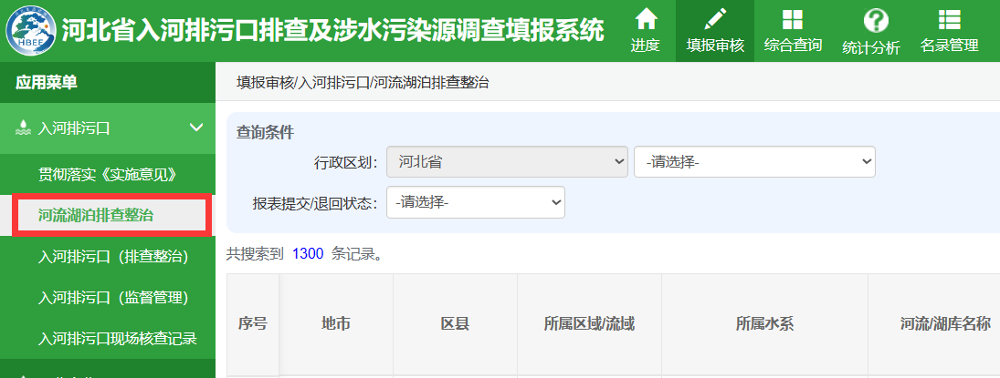 HBEE
河北省入河排污口排查及涉水污染源调查填报系统
进度
填报审核
综合查询
统计分析
名录管理
应用菜单
填报审核/入河排污口/河流湖泊排查整治
入河排污口
贯彻落实《实施意见》
河流湖泊排查整治
入河排污口（排查整治）
入河排污口（监督管理）
入河排污口现场核查记录
查询条件
行政区划： 河北省 -请选择-
报表提交/退回状态： -请选择-
共搜索到 1300 条记录。
序号 地市 区县 所属区域/流域 所属水系 河流/湖库名称